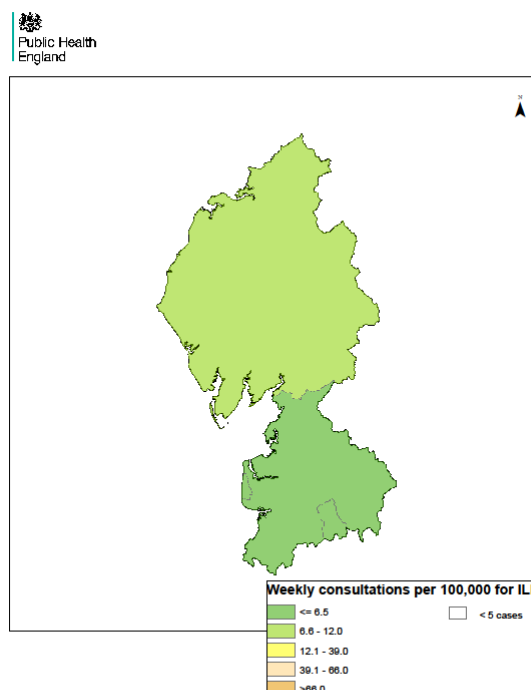 Public Health
England
N
Weekly consultations per 100,000 for IL
<= 6.5
< 5 cases
6.6 - 12.0
12.1 - 39.0
39.1 - 66.0
>66.0